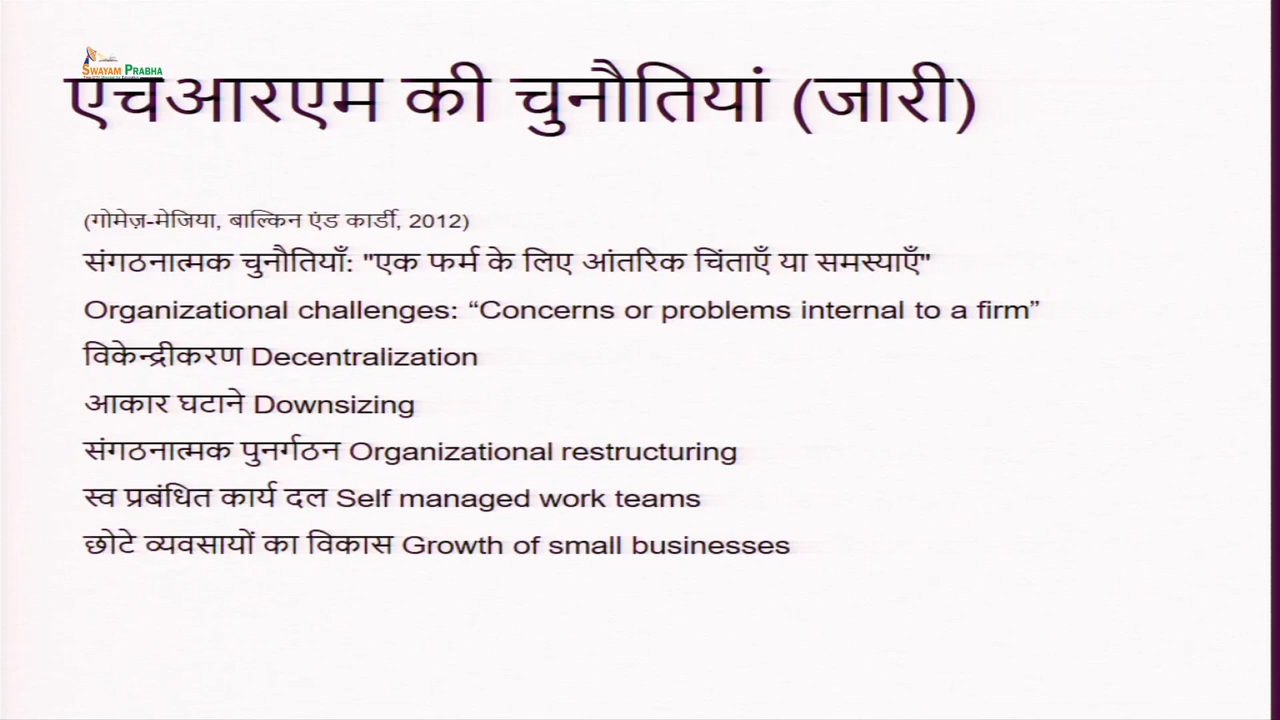 SWAYAM PRABHA
एचआरएम की चुनौतियां (जारी)
(गोमेज़-मेजिया, बाल्किन एंड कार्डी, 2012)
संगठनात्मक चुनौतियाँ: "एक फर्म के लिए आंतरिक चिंताएँ या समस्याएँ"
Organizational challenges: “Concerns or problems internal to a firm”
विकेन्द्रीकरण Decentralization
आकार घटाने Downsizing
संगठनात्मक पुनर्गठन Organizational restructuring
स्व प्रबंधित कार्य दल Self managed work teams
छोटे व्यवसायों का विकास Growth of small businesses